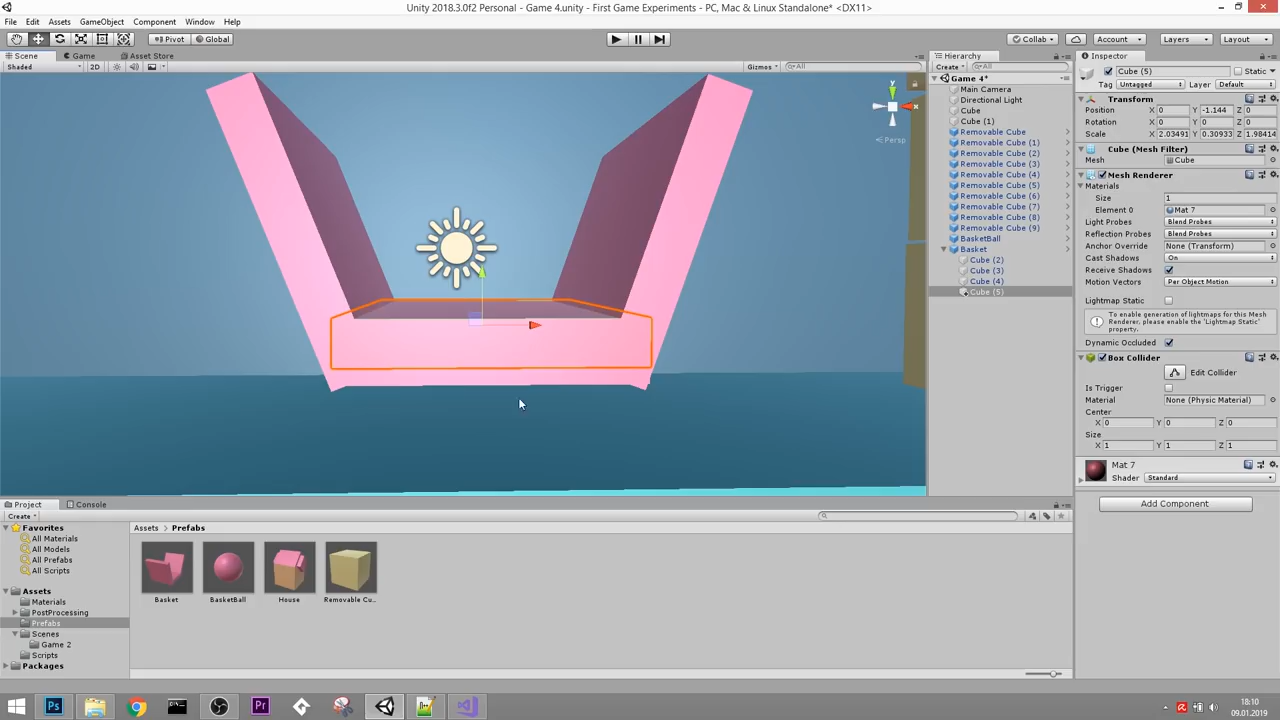 Unity 2018.3.0f2 Personal - Game 4.unity - First Game Experiments - PC, Mac & Linux Standalone* <DX11>
File Edit Assets GameObject Component Window Help
Pivot Global Collab Account Layers Layout
Scene Game Asset Store
Shaded 2D Gizmos All
y
x
Persp
Hierarchy
Create All
Game 4*
Main Camera
Directional Light
Cube
Cube (1)
Removable Cube
Removable Cube (1)
Removable Cube (2)
Removable Cube (3)
Removable Cube (4)
Removable Cube (5)
Removable Cube (6)
Removable Cube (7)
Removable Cube (8)
Removable Cube (9)
BasketBall
Basket
Cube (2)
Cube (3)
Cube (4)
Cube (5)
Inspector
Cube (5) Static
Tag Untagged Layer Default
Transform
Position X 0 Y -1.144 Z 0
Rotation X 0 Y 0 Z 0
Scale X 2.03491 Y 0.30933 Z 1.98414
Cube (Mesh Filter)
Mesh Cube
Mesh Renderer
Materials
Size 1
Element 0 Mat 7
Light Probes Blend Probes
Reflection Probes Blend Probes
Anchor Override None (Transform)
Cast Shadows On
Receive Shadows
Motion Vectors Per Object Motion
Lightmap Static
To enable generation of lightmaps for this Mesh Renderer, please enable the 'Lightmap Static' property.
Dynamic Occluded
Box Collider
Edit Collider
Is Trigger
Material None (Physic Material)
Center
X 0 Y 0 Z 0
Size
X 1 Y 1 Z 1
Mat 7
Shader Standard
Add Component
Project Console
Create
Favorites
All Materials
All Models
All Prefabs
All Scripts
Assets
Materials
PostProcessing
Prefabs
Scenes
Game 2
Scripts
Packages
Assets Prefabs
Basket BasketBall House Removable Cu...
Ps Pr
18:10
09.01.2019